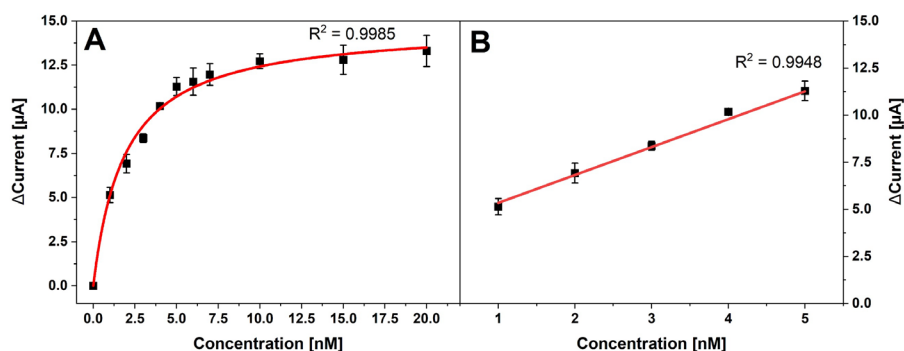 A
R² = 0.9985
ΔCurrent [µA]
15.0
12.5
10.0
7.5
5.0
2.5
0.0
0.0 2.5 5.0 7.5 10.0 12.5 15.0 17.5 20.0
Concentration [nM]
B
R² = 0.9948
15.0
12.5
10.0
7.5
5.0
2.5
0.0
ΔCurrent [µA]
1 2 3 4 5
Concentration [nM]